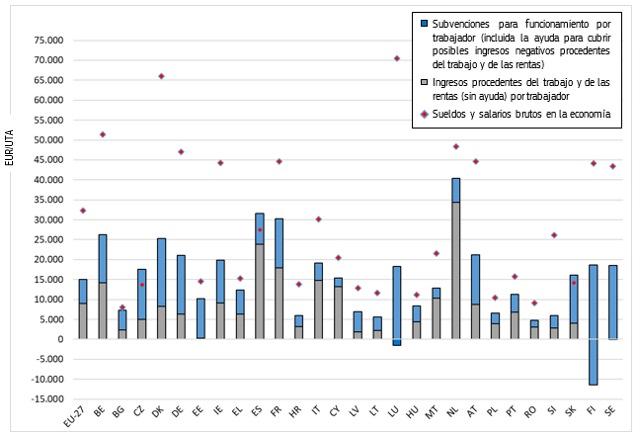 Subvenciones para funcionamiento por
trabajador (incluida la ayuda para cubrir
posibles ingresos negativos procedentes
del trabajo y de las rentas)
Ingresos procedentes del trabajo y de las
rentas (sin ayuda) por trabajador
Sueldos y salarios brutos en la economía
EUR/UTA
75.000
70.000
65.000
60.000
55.000
50.000
45.000
40.000
35.000
30.000
25.000
20.000
15.000
10.000
5.000
0
-5.000
-10.000
-15.000
EU-27
BE
BG
CZ
DK
DE
EE
IE
EL
ES
FR
HR
IT
CY
LV
LT
LU
HU
MT
NL
AT
PL
PT
RO
SI
SK
FI
SE